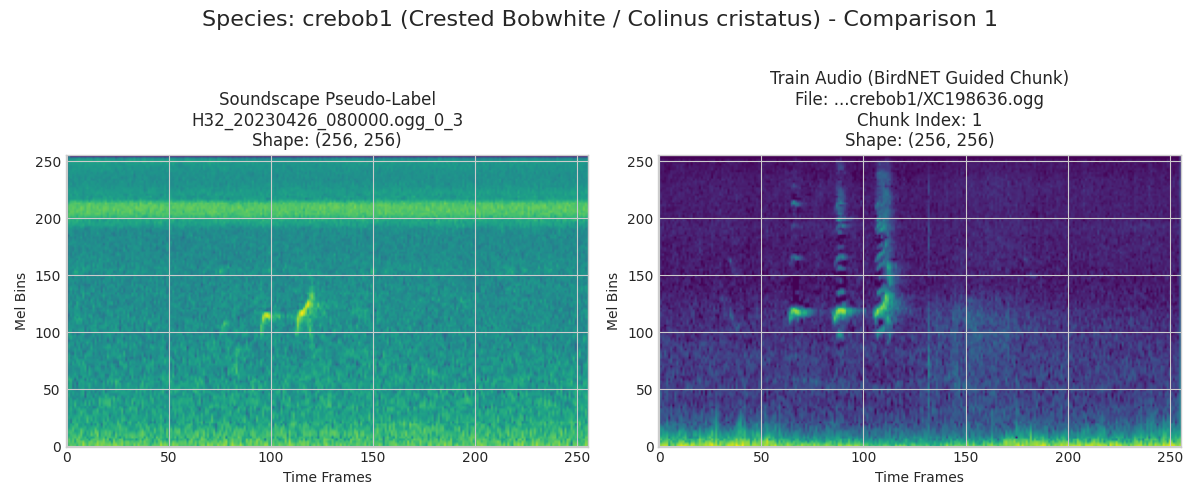 Species: crebob1 (Crested Bobwhite / Colinus cristatus) - Comparison 1
Soundscape Pseudo-Label
H32_20230426_080000.ogg_0_3
Shape: (256, 256)
250
200
150
100
50
0
Mel Bins
0 50 100 150 200 250
Time Frames
Train Audio (BirdNET Guided Chunk)
File: ...crebob1/XC198636.ogg
Chunk Index: 1
Shape: (256, 256)
250
200
150
100
50
0
Mel Bins
0 50 100 150 200 250
Time Frames